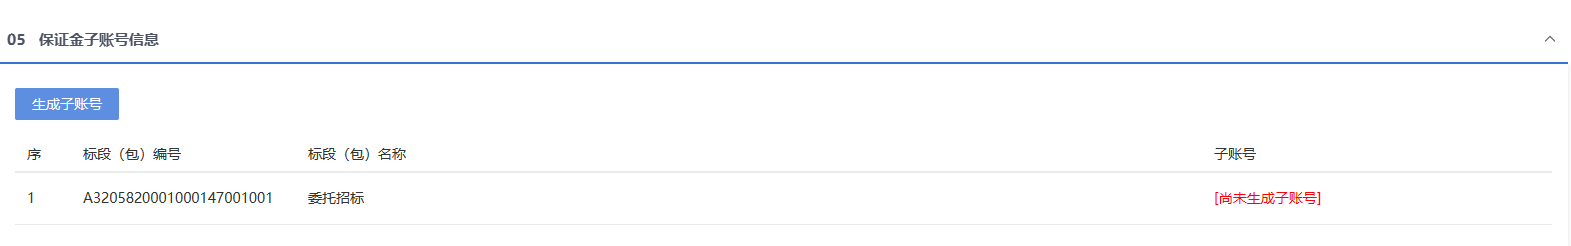 05 保证金子账号信息
生成子账号
序 标段（包）编号 标段（包）名称 子账号
1 A3205820001000147001001 委托招标 [尚未生成子账号]